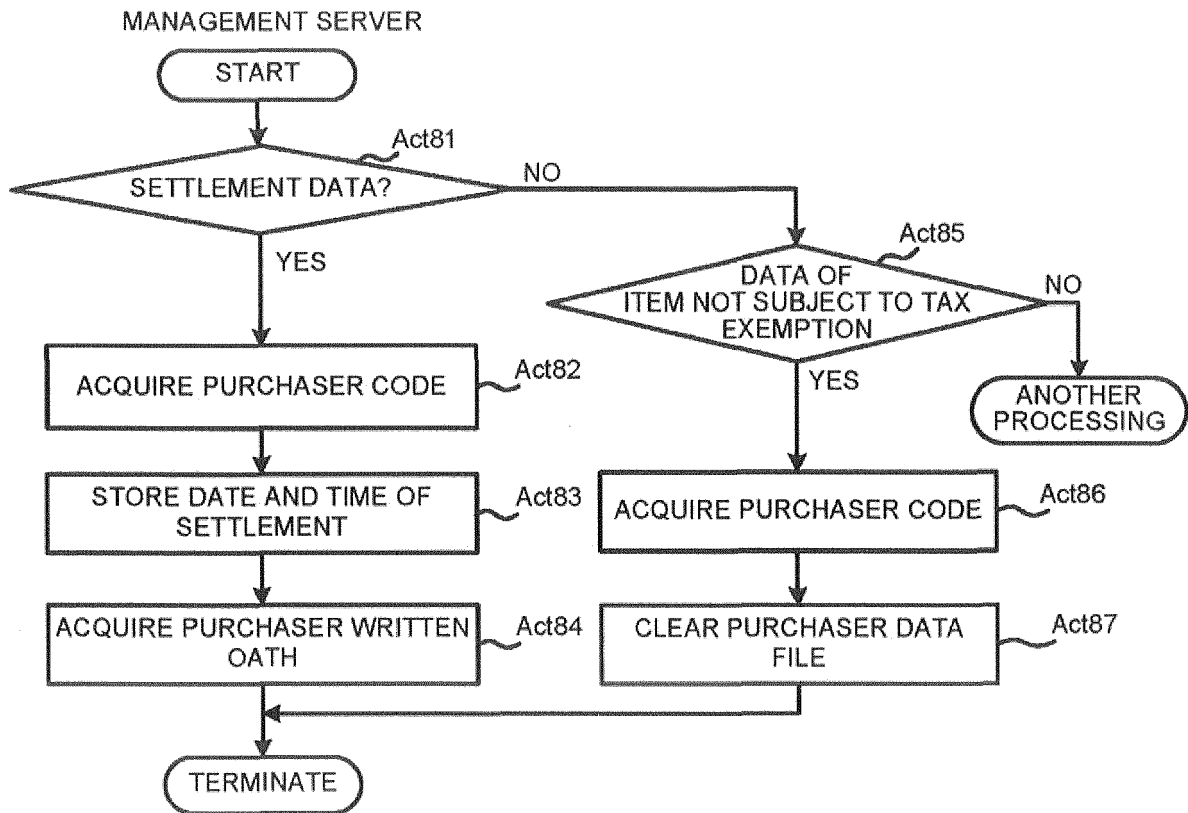 MANAGEMENT SERVER
START
Act81
SETTLEMENT DATA?
NO
YES
Act85
DATA OF
ITEM NOT SUBJECT TO TAX
EXEMPTION
NO
YES
ANOTHER
PROCESSING
ACQUIRE PURCHASER CODE
Act82
STORE DATE AND TIME OF
SETTLEMENT
Act83
ACQUIRE PURCHASER CODE
Act86
ACQUIRE PURCHASER WRITTEN
OATH
Act84
CLEAR PURCHASER DATA
FILE
Act87
TERMINATE